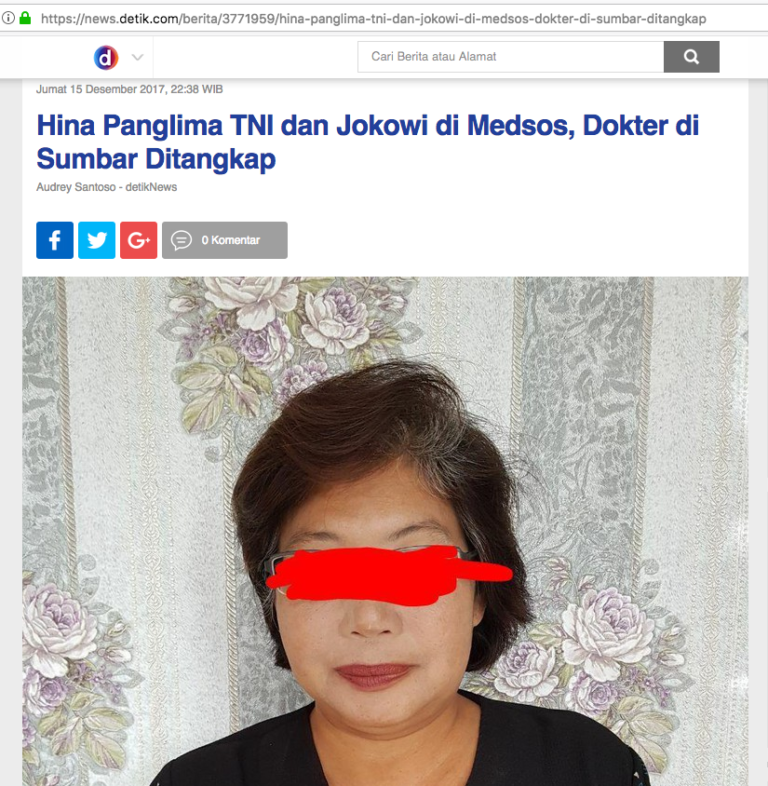 https://news.detik.com/berita/3771959/hina-panglima-tni-dan-jokowi-di-medsos-dokter-di-sumbar-ditangkap
d
Cari Berita atau Alamat
Jumat 15 Desember 2017, 22:38 WIB
Hina Panglima TNI dan Jokowi di Medsos, Dokter di
Sumbar Ditangkap
Audrey Santoso - detikNews
f G+ 0 Komentar